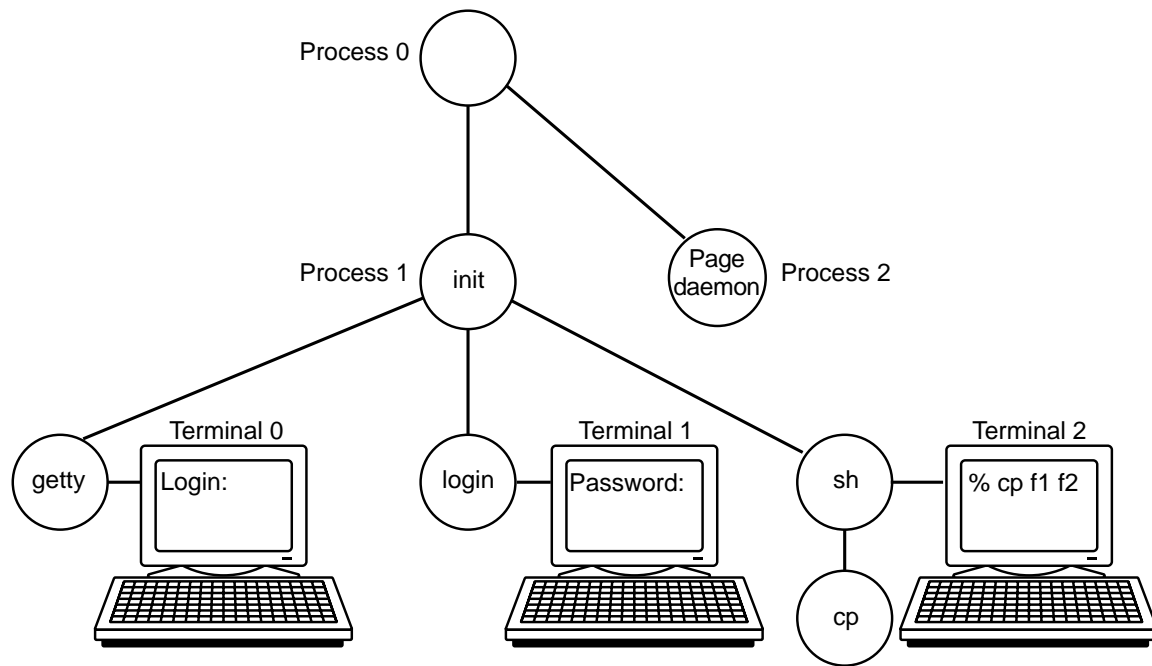 Process 0
Process 1
init
Page
daemon
Process 2
Terminal 0
Terminal 1
Terminal 2
getty
Login:
login
Password:
sh
% cp f1 f2
cp